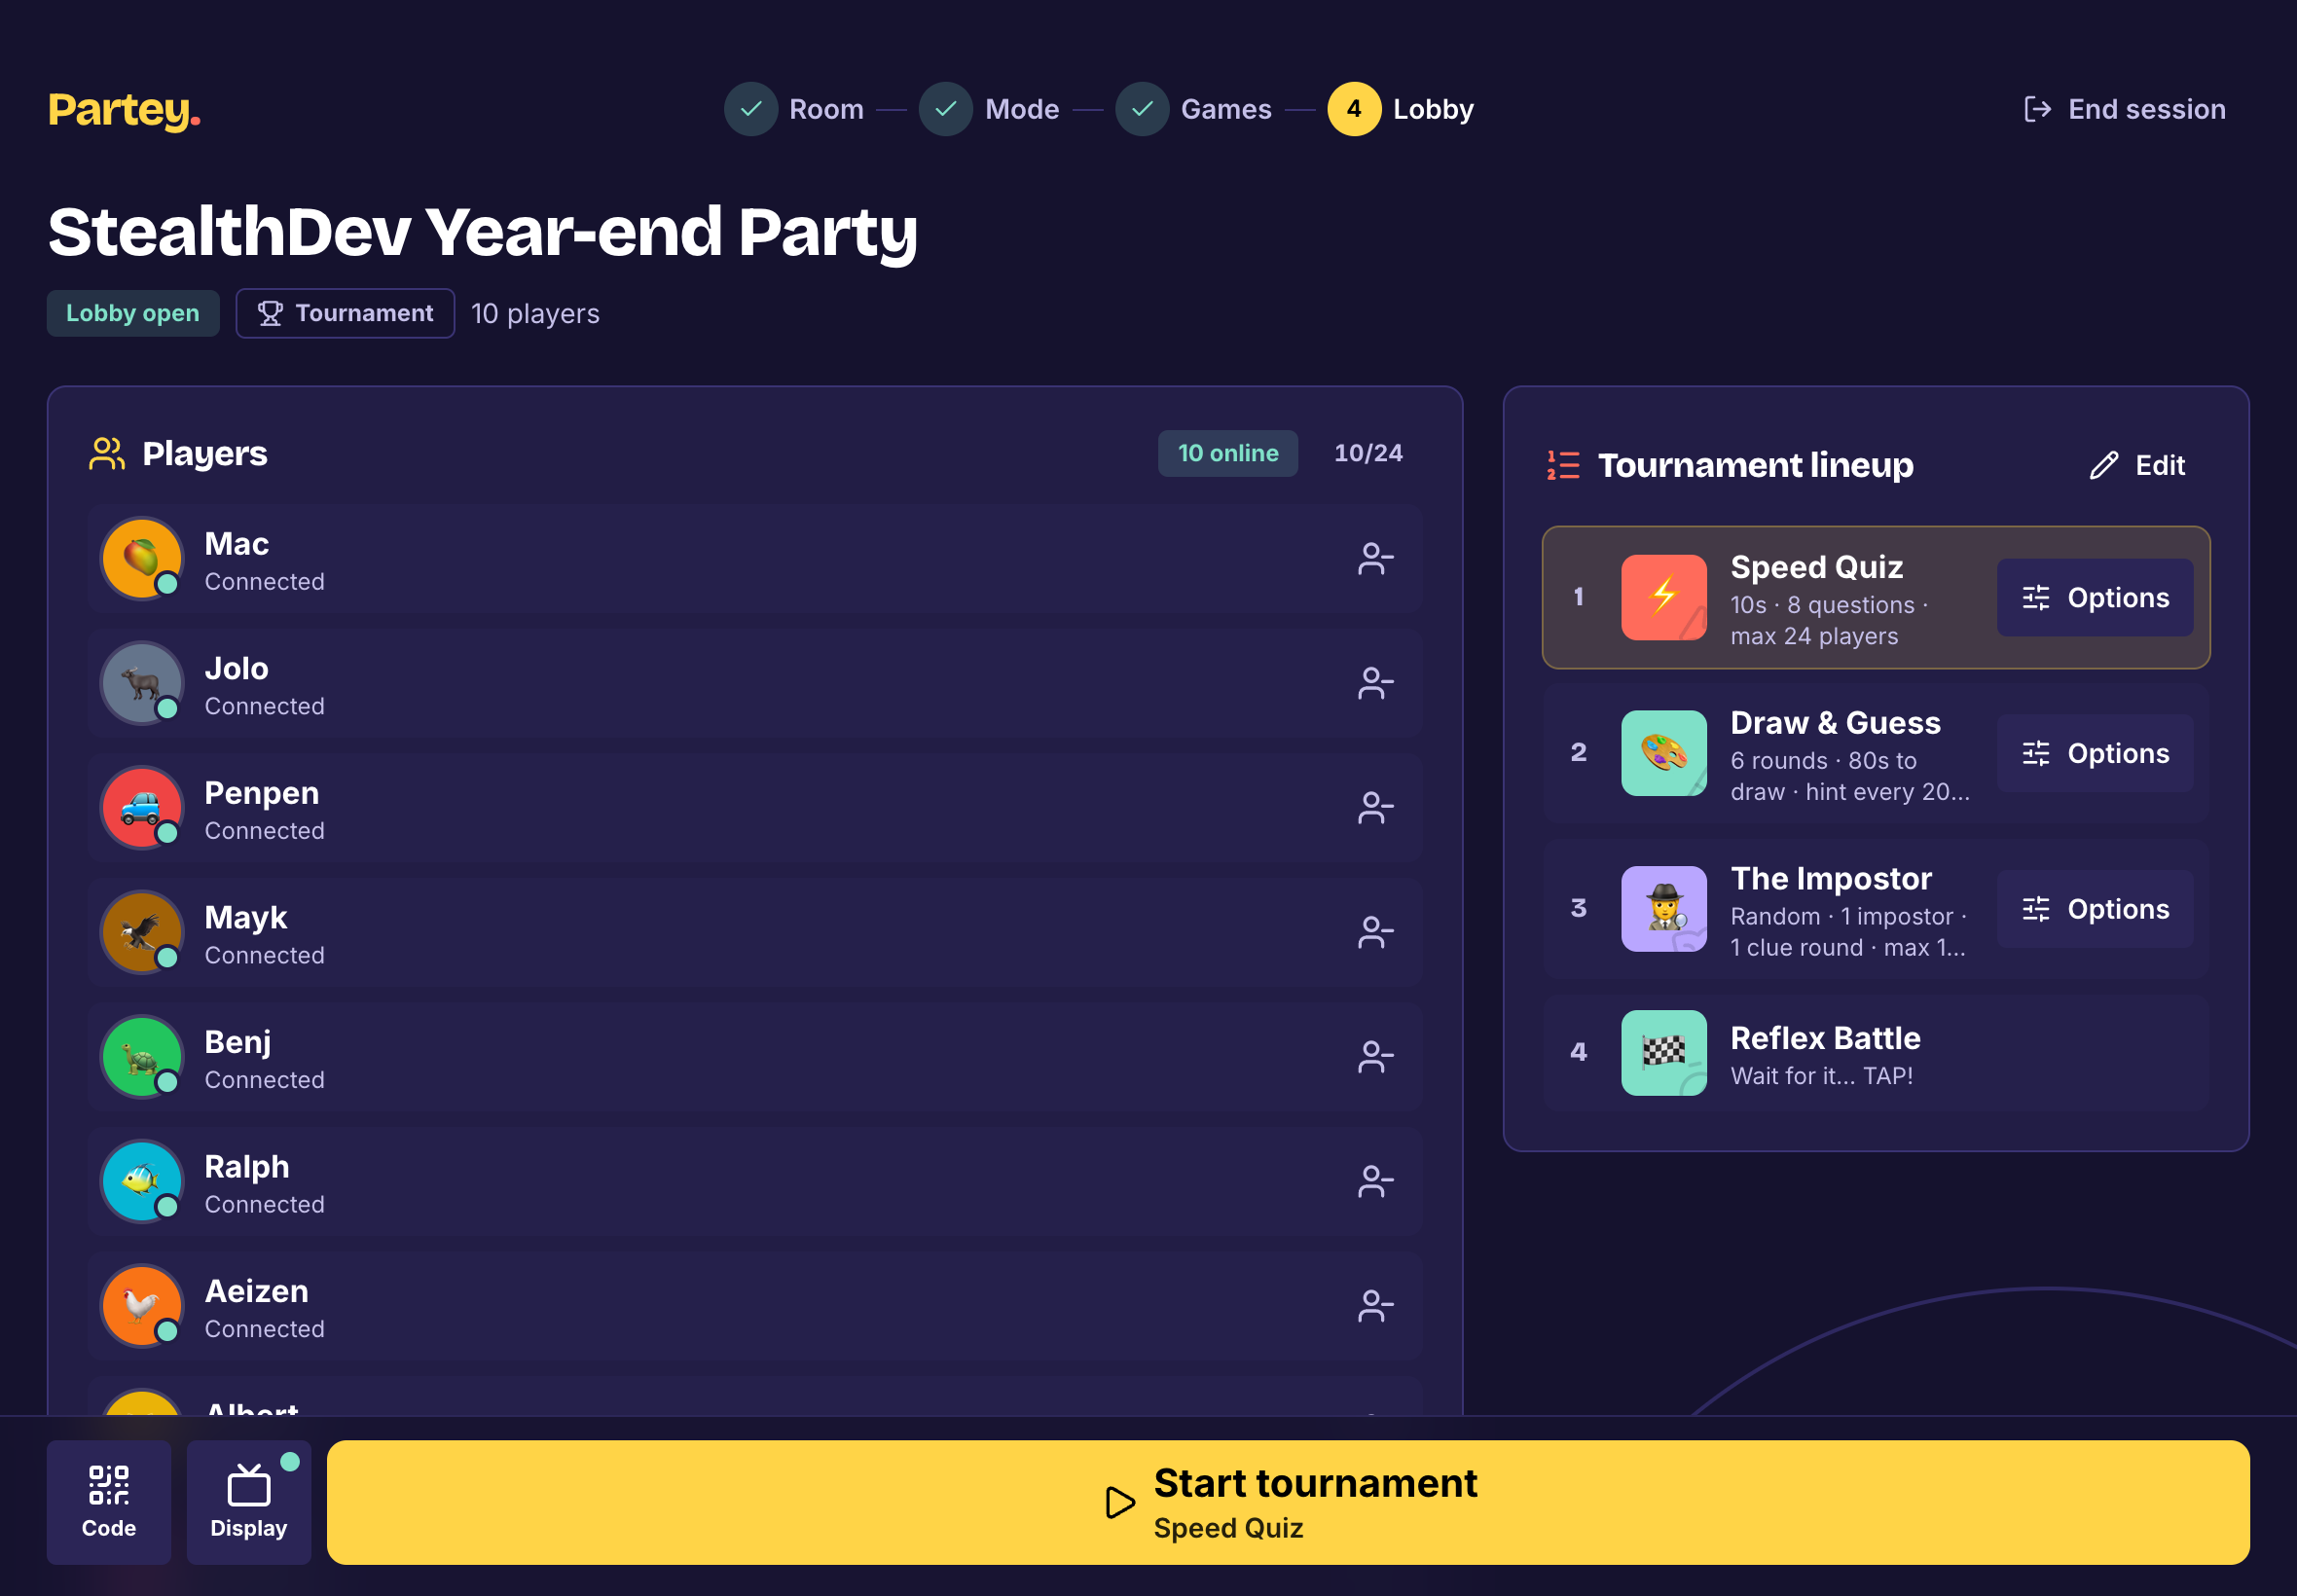 Partey.
Room
Mode
Games
4 Lobby
End session
StealthDev Year-end Party
Lobby open
Tournament
10 players
Players
10 online
10/24
Mac
Connected
Jolo
Connected
Penpen
Connected
Mayk
Connected
Benj
Connected
Ralph
Connected
Aeizen
Connected
Albert
Tournament lineup
Edit
1
Speed Quiz
10s · 8 questions ·
max 24 players
Options
2
Draw & Guess
6 rounds · 80s to
draw · hint every 20...
Options
3
The Impostor
Random · 1 impostor ·
1 clue round · max 1...
Options
4
Reflex Battle
Wait for it... TAP!
Code
Display
Start tournament
Speed Quiz